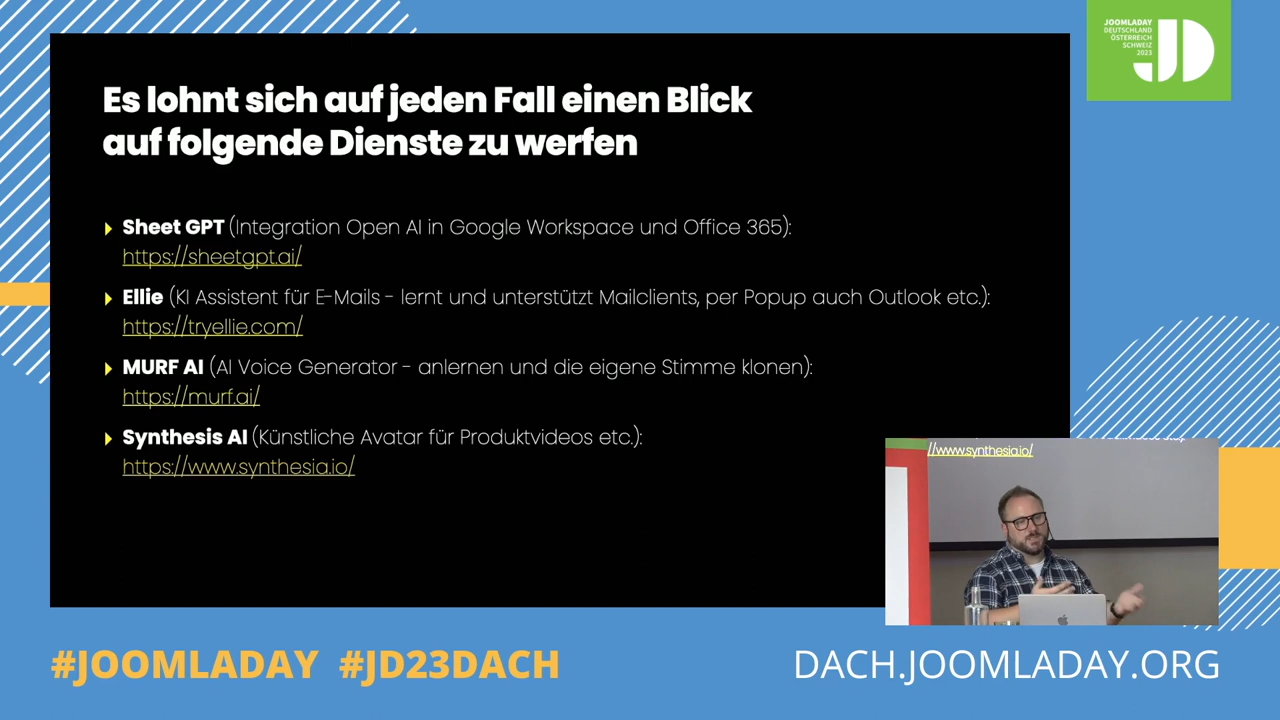 JOOMLADAY
DEUTSCHLAND
ÖSTERREICH
SCHWEIZ
2023
JD
Es lohnt sich auf jeden Fall einen Blick
auf folgende Dienste zu werfen
Sheet GPT (Integration Open AI in Google Workspace und Office 365):
https://sheetgpt.ai/
Ellie (KI Assistent für E-Mails - lernt und unterstützt Mailclients, per Popup auch Outlook etc.):
https://tryellie.com/
MURF AI (AI Voice Generator - anlernen und die eigene Stimme klonen):
https://murf.ai/
Synthesis AI (Künstliche Avatar für Produktvideos etc.):
https://www.synthesia.io/
//www.synthesia.io/
#JOOMLADAY #JD23DACH
DACH.JOOMLADAY.ORG